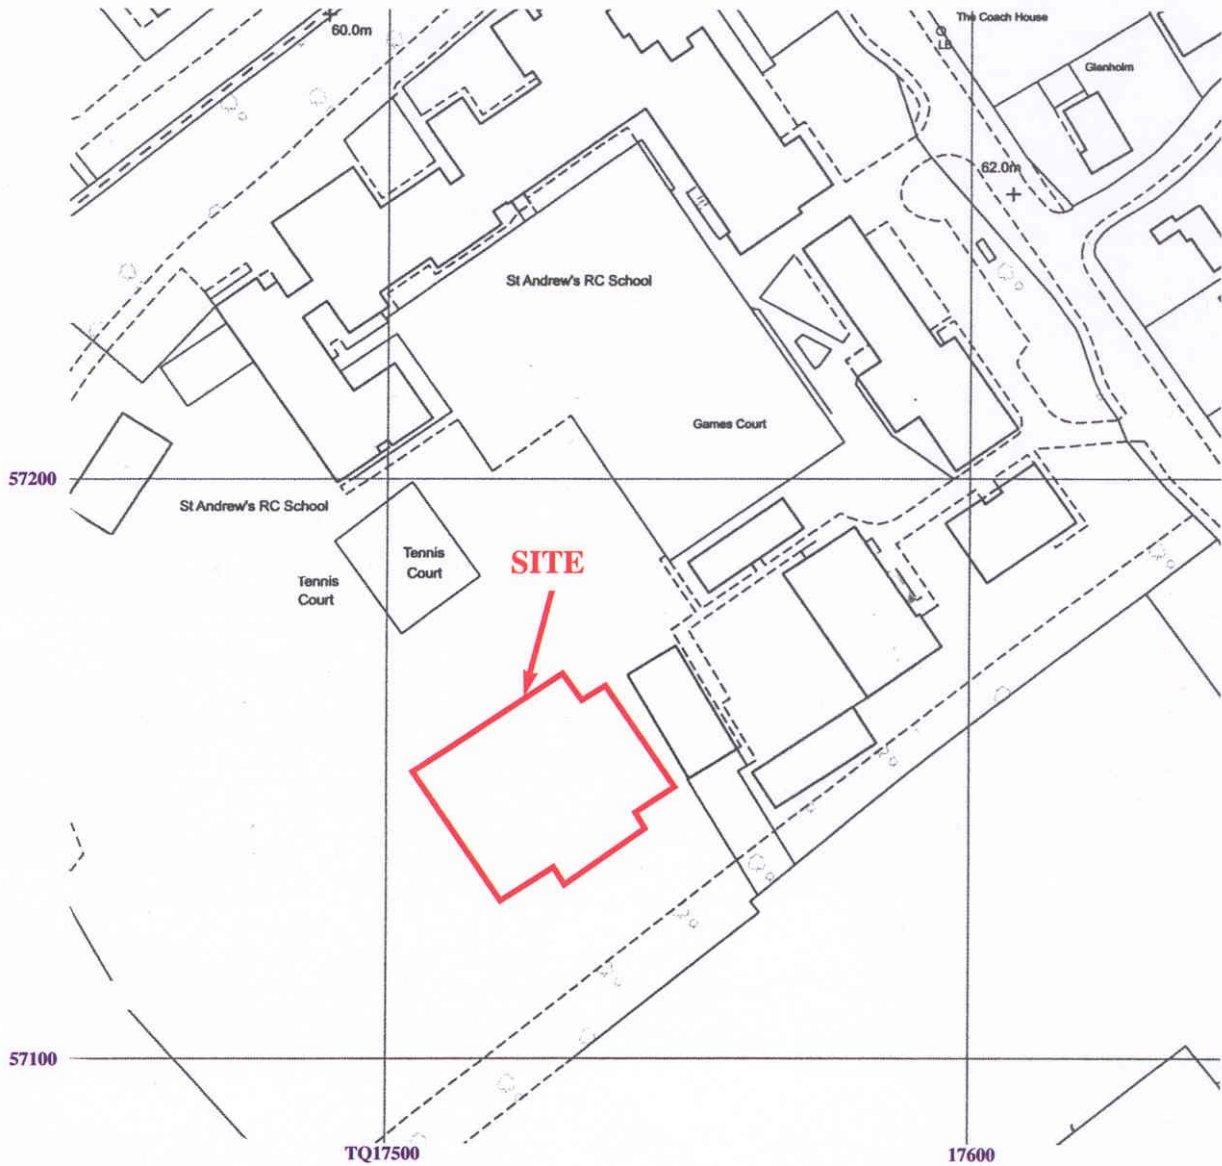 The Coach House
60.0m
LB
Glenholm
62.0m
St Andrew's RC School
Games Court
57200
St Andrew's RC School
Tennis
Court
SITE
Tennis
Court
57100
TQ17500
17600